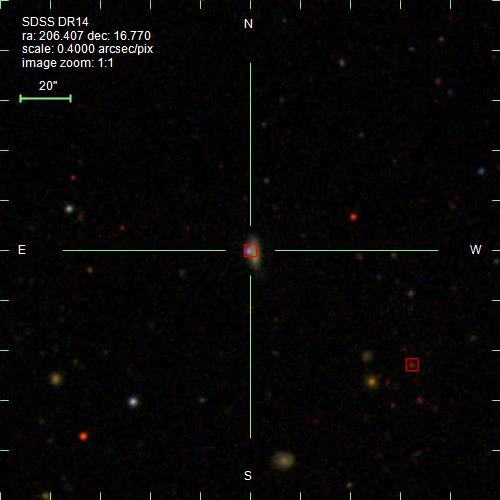 SDSS DR14
ra: 206.407 dec: 16.770
scale: 0.4000 arcsec/pix
image zoom: 1:1
20"
N
E
W
S